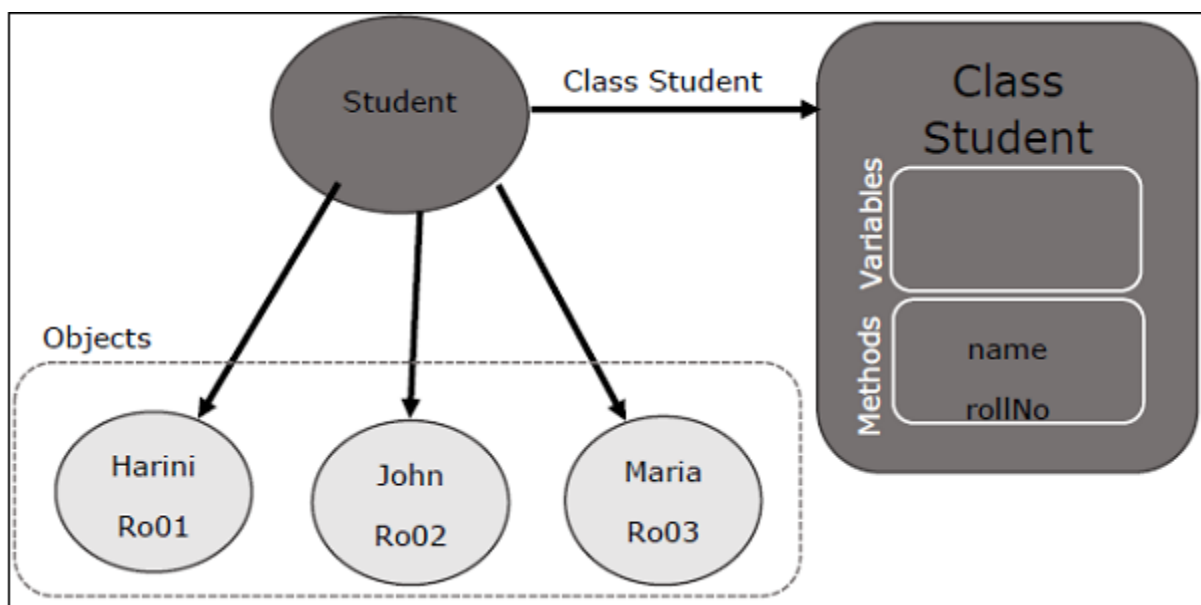 Student
Class Student
Class
Student
Variables
Methods
name
rollNo
Objects
Harini
Ro01
John
Ro02
Maria
Ro03